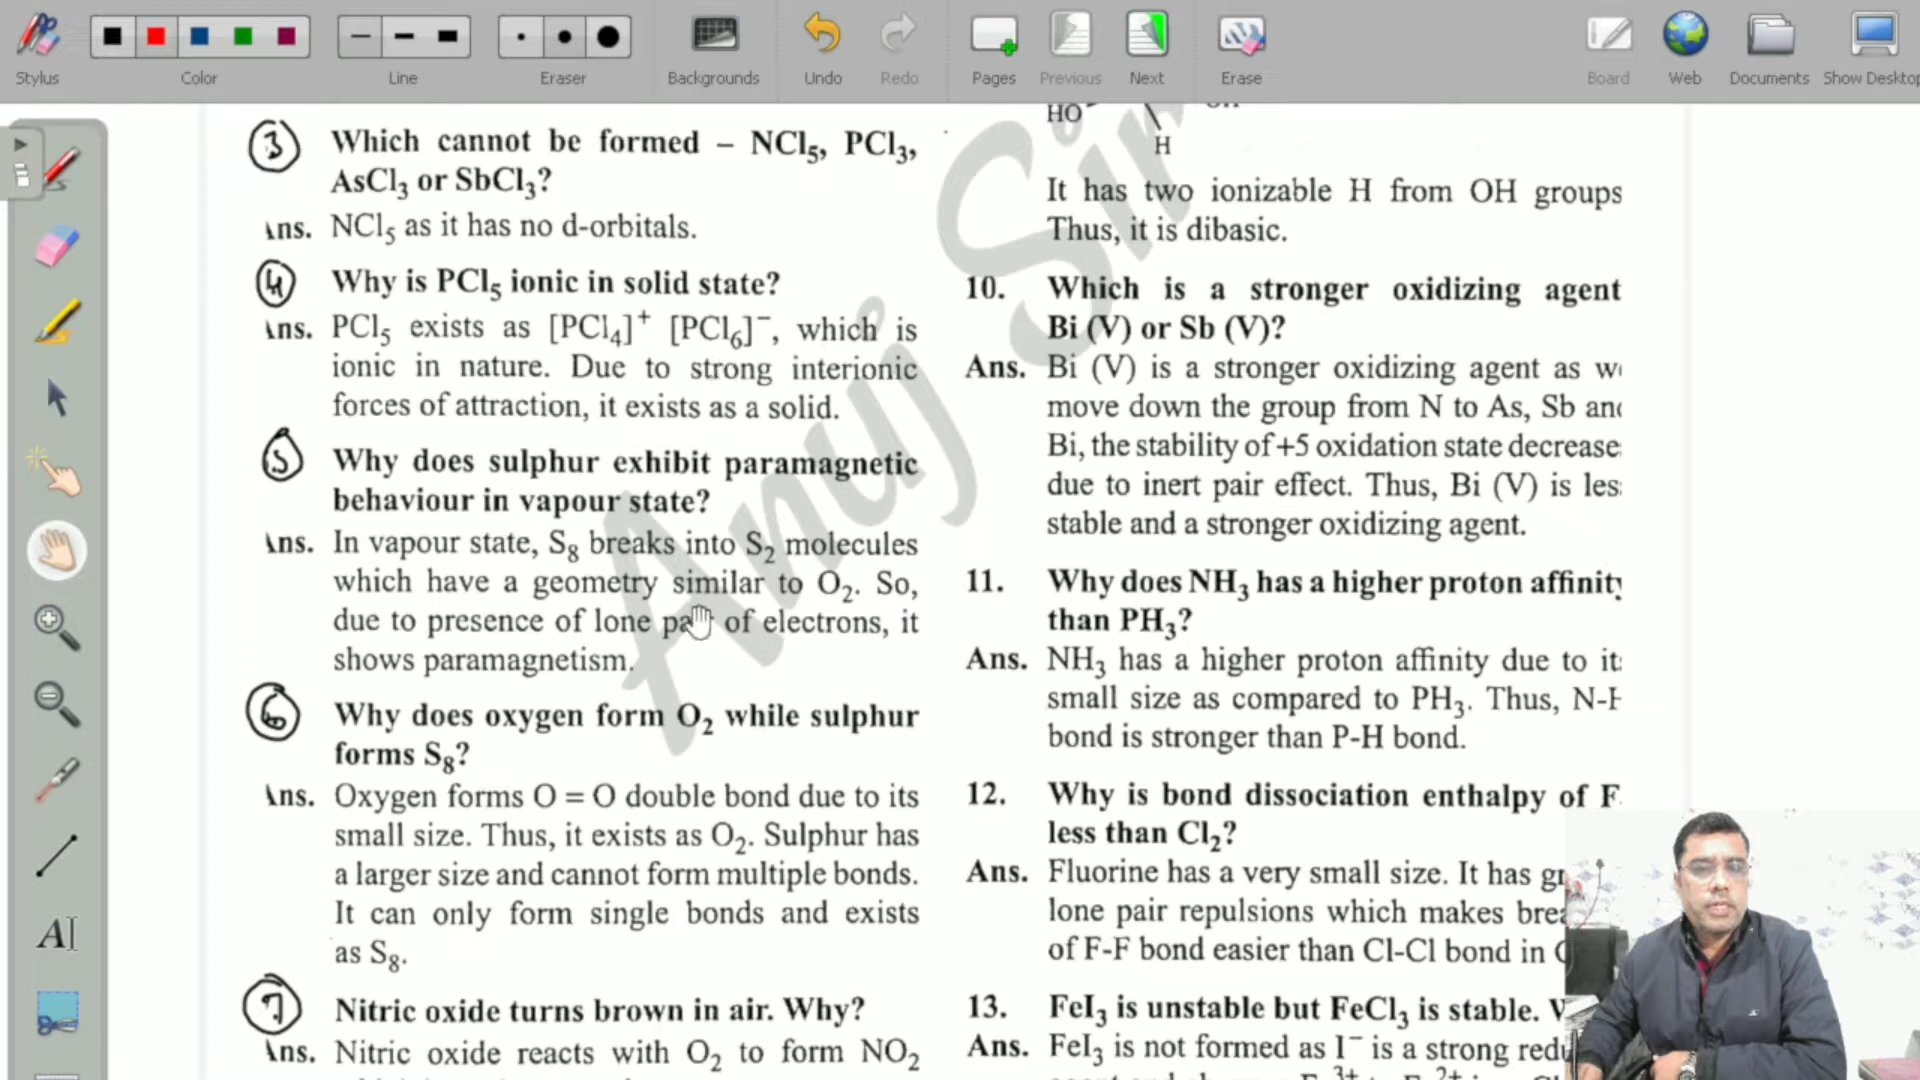 Stylus
Color
Line
Eraser
Backgrounds
Undo
Redo
Pages
Previous
Next
Erase
Board
Web
Documents
Show Desktop
3 Which cannot be formed – NCl5, PCl3,
AsCl3 or SbCl3?
Ans. NCl5 as it has no d-orbitals.
4 Why is PCl5 ionic in solid state?
Ans. PCl5 exists as [PCl4]+ [PCl6]–, which is
ionic in nature. Due to strong interionic
forces of attraction, it exists as a solid.
5 Why does sulphur exhibit paramagnetic
behaviour in vapour state?
Ans. In vapour state, S8 breaks into S2 molecules
which have a geometry similar to O2. So,
due to presence of lone pair of electrons, it
shows paramagnetism.
6 Why does oxygen form O2 while sulphur
forms S8?
Ans. Oxygen forms O = O double bond due to its
small size. Thus, it exists as O2. Sulphur has
a larger size and cannot form multiple bonds.
It can only form single bonds and exists
as S8.
7 Nitric oxide turns brown in air. Why?
Ans. Nitric oxide reacts with O2 to form NO2
HO
H
It has two ionizable H from OH groups
Thus, it is dibasic.
10. Which is a stronger oxidizing agent
Bi (V) or Sb (V)?
Ans. Bi (V) is a stronger oxidizing agent as
move down the group from N to As, Sb
Bi, the stability of +5 oxidation state decrease
due to inert pair effect. Thus, Bi (V) is les
stable and a stronger oxidizing agent.
11. Why does NH3 has a higher proton affinity
than PH3?
Ans. NH3 has a higher proton affinity due to
small size as compared to PH3. Thus, N-H
bond is stronger than P-H bond.
12. Why is bond dissociation enthalpy of F
less than Cl2?
Ans. Fluorine has a very small size. It has
lone pair repulsions which makes
of F-F bond easier than Cl-Cl bond in
13. FeI3 is unstable but FeCl3 is stable.
Ans. FeI3 is not formed as I– is a strong
Anuj Sir
AI